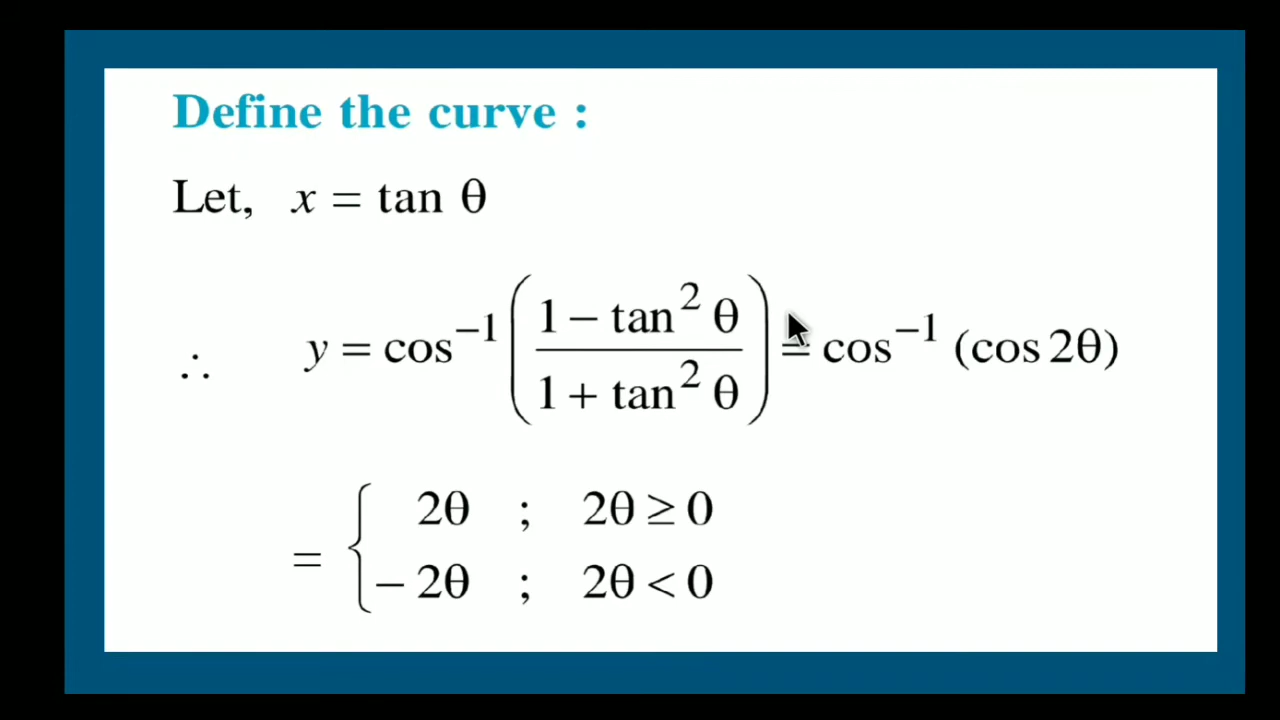 Define the curve :
Let, x = tan θ
∴ y = cos⁻¹ ( (1 − tan² θ) / (1 + tan² θ) ) = cos⁻¹ (cos 2θ)
= { 2θ ; 2θ ≥ 0
− 2θ ; 2θ < 0